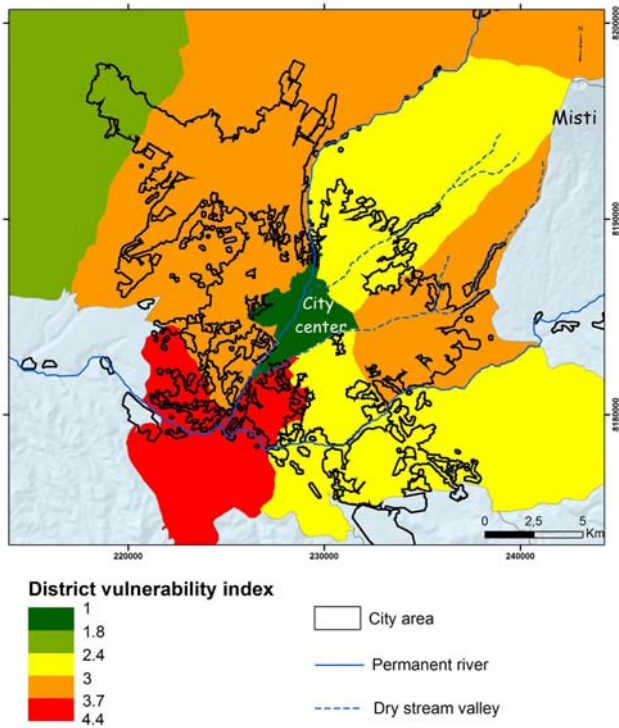 8200000
Misti
8190000
City
center
8180000
0 2,5 5
Km
220000 230000 240000
District vulnerability index
1
1.8
2.4
3
3.7
4.4
City area
Permanent river
Dry stream valley